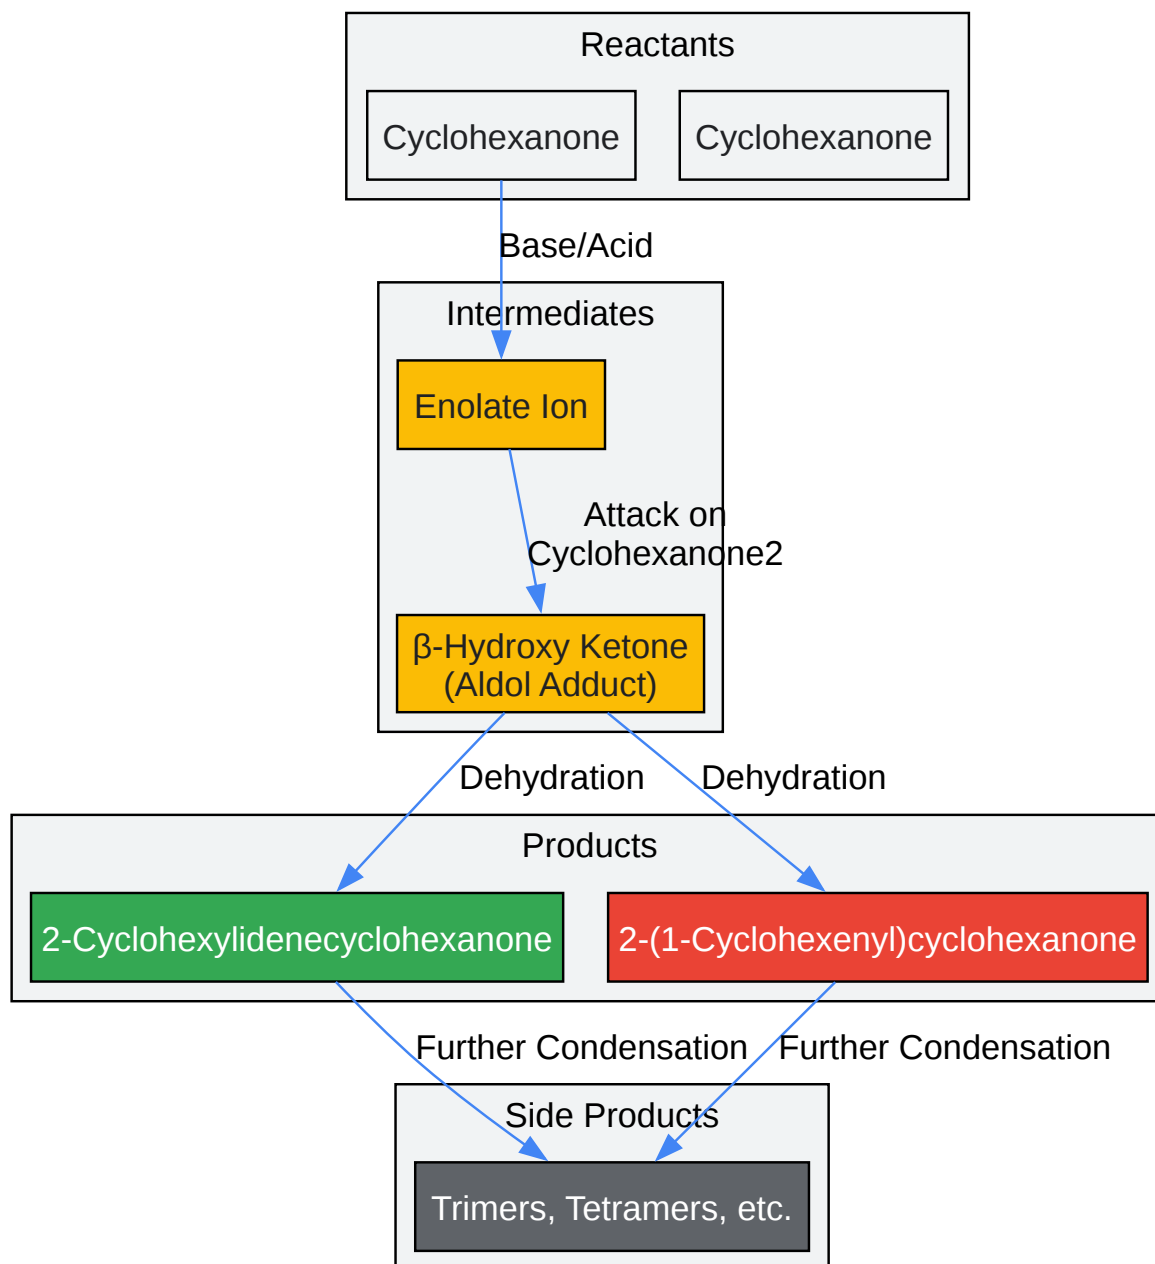 Reactants
Cyclohexanone
Cyclohexanone
Base/Acid
Intermediates
Enolate Ion
Attack on
Cyclohexanone2
β-Hydroxy Ketone
(Aldol Adduct)
Dehydration
Dehydration
Products
2-Cyclohexylidenecyclohexanone
2-(1-Cyclohexenyl)cyclohexanone
Further Condensation
Further Condensation
Side Products
Trimers, Tetramers, etc.